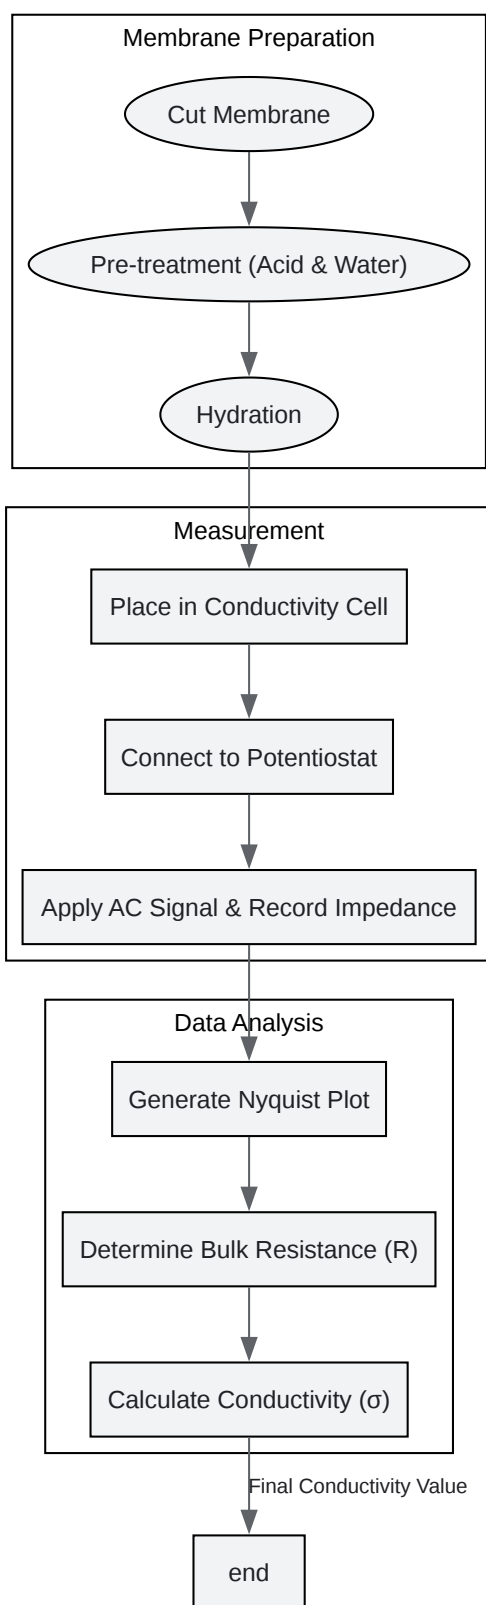 Membrane Preparation
Cut Membrane
Pre-treatment (Acid & Water)
Hydration
Measurement
Place in Conductivity Cell
Connect to Potentiostat
Apply AC Signal & Record Impedance
Data Analysis
Generate Nyquist Plot
Determine Bulk Resistance (R)
Calculate Conductivity (σ)
Final Conductivity Value
end